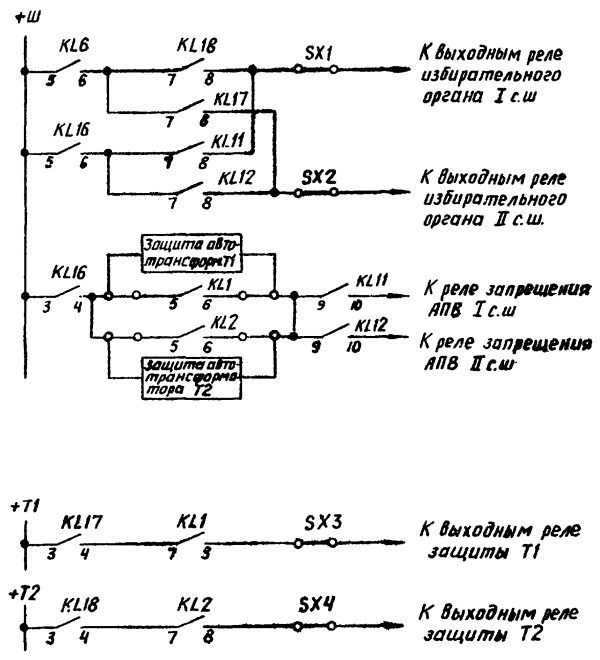 +Ш
KL6
KL18
SX1
К выходным реле
избирательного
органа I с.ш
5 6
7 8
KL17
7 8
KL16
KL11
5 6
7 8
KL12
7 8
SX2
К выходным реле
избирательного
органа II с.ш.
Защита авто-
трансформ T1
KL16
3 4
KL1
5 6
KL11
9 10
К реле запрещения
АПВ I с.ш
KL2
5 6
KL12
9 10
К реле запрещения
АПВ II с.ш
Защита авто-
трансформа-
тора T2
+T1
KL17
KL1
SX3
3 4
7 9
К выходным реле
защиты T1
+T2
KL18
KL2
SX4
3 4
7 8
К выходным реле
защиты T2